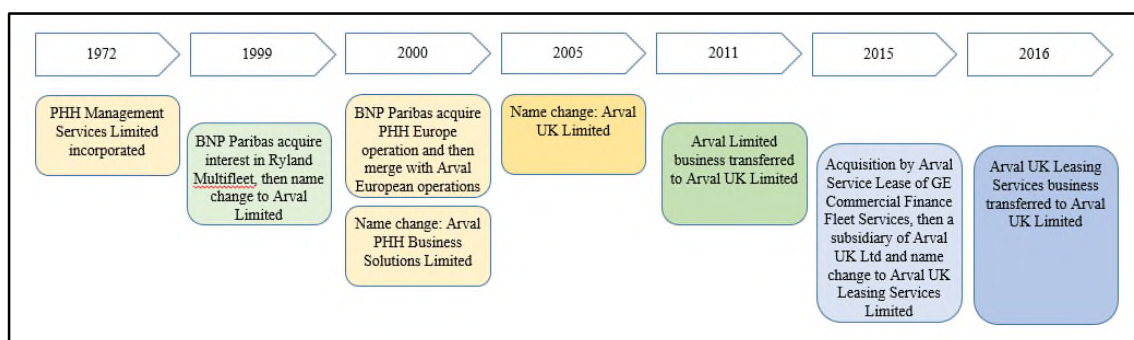 1972
1999
2000
2005
2011
2015
2016
PHH Management
Services Limited
incorporated
BNP Paribas acquire
interest in Ryland
Multifleet, then name
change to Arval
Limited
BNP Paribas acquire
PHH Europe
operation and then
merge with Arval
European operations
Name change: Arval
PHH Business
Solutions Limited
Name change: Arval
UK Limited
Arval Limited
business transferred
to Arval UK Limited
Acquisition by Arval
Service Lease of GE
Commercial Finance
Fleet Services, then a
subsidiary of Arval
UK Ltd and name
change to Arval UK
Leasing Services
Limited
Arval UK Leasing
Services business
transferred to Arval
UK Limited